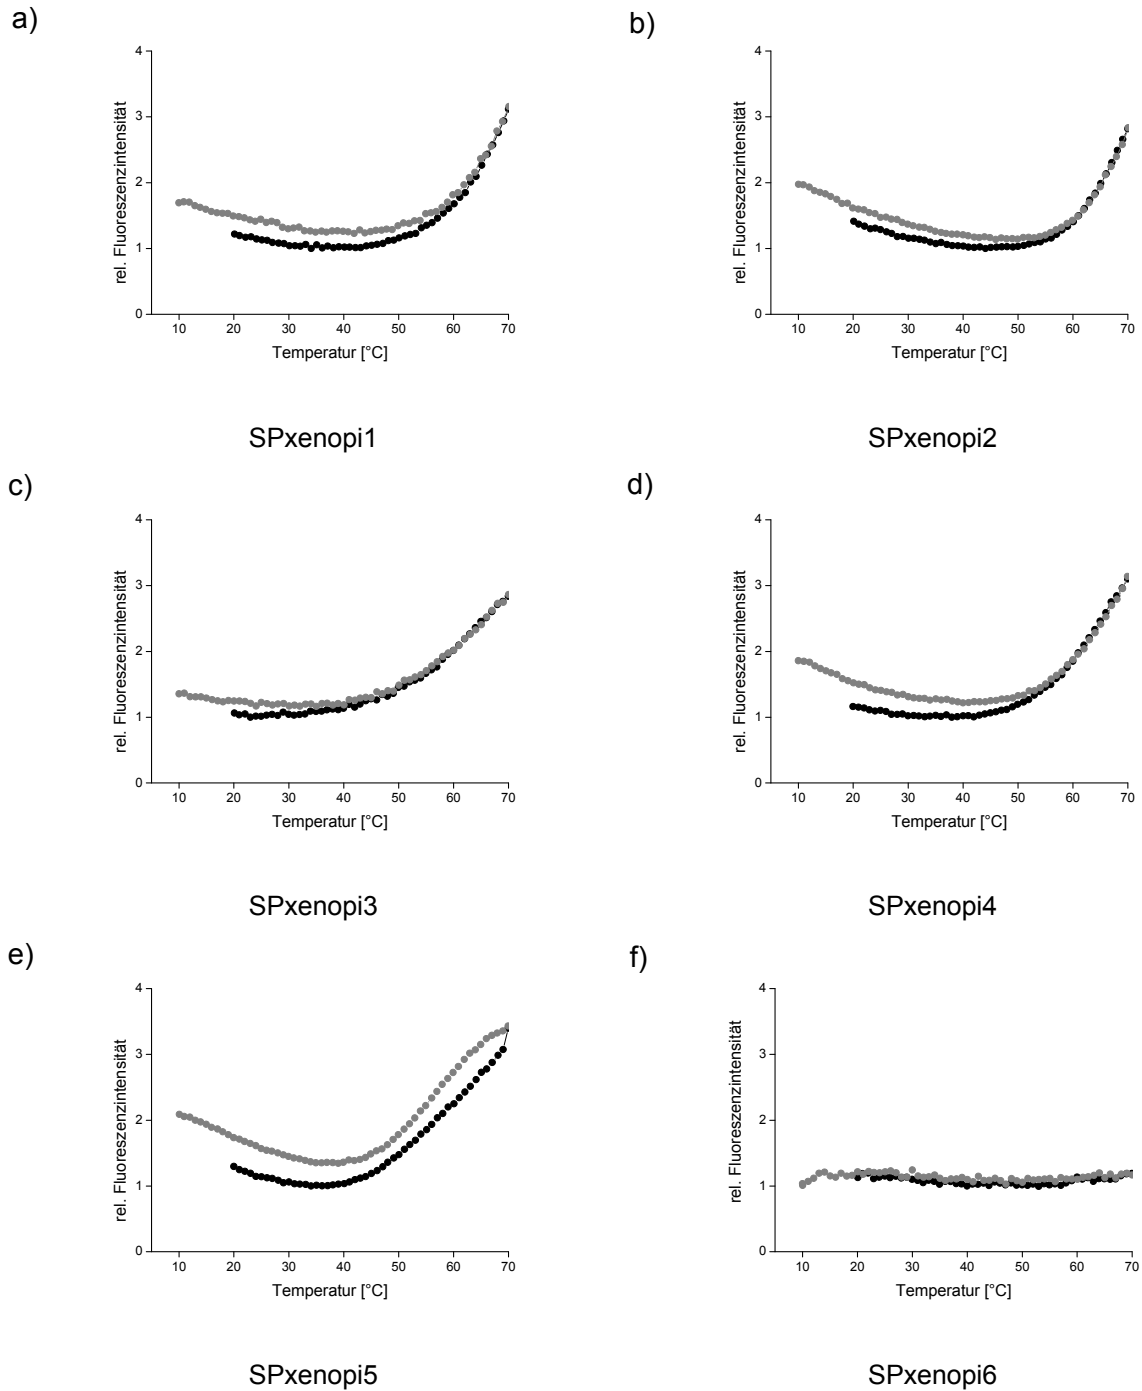 a)
4
3
2
1
0
rel. Fluoreszenzintensität
10 20 30 40 50 60 70
Temperatur [°C]
SPxenopi1
b)
4
3
2
1
0
rel. Fluoreszenzintensität
10 20 30 40 50 60 70
Temperatur [°C]
SPxenopi2
c)
4
3
2
1
0
rel. Fluoreszenzintensität
10 20 30 40 50 60 70
Temperatur [°C]
SPxenopi3
d)
4
3
2
1
0
rel. Fluoreszenzintensität
10 20 30 40 50 60 70
Temperatur [°C]
SPxenopi4
e)
4
3
2
1
0
rel. Fluoreszenzintensität
10 20 30 40 50 60 70
Temperatur [°C]
SPxenopi5
f)
4
3
2
1
0
rel. Fluoreszenzintensität
10 20 30 40 50 60 70
Temperatur [°C]
SPxenopi6